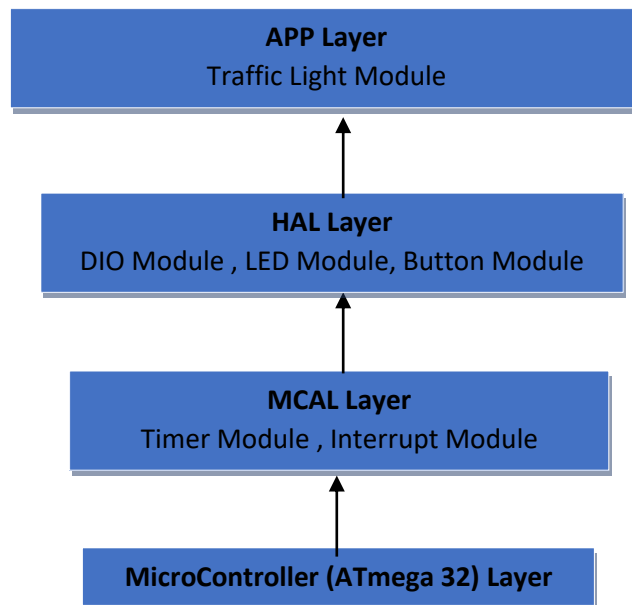 APP Layer
Traffic Light Module
HAL Layer
DIO Module , LED Module, Button Module
MCAL Layer
Timer Module , Interrupt Module
MicroController (ATmega 32) Layer